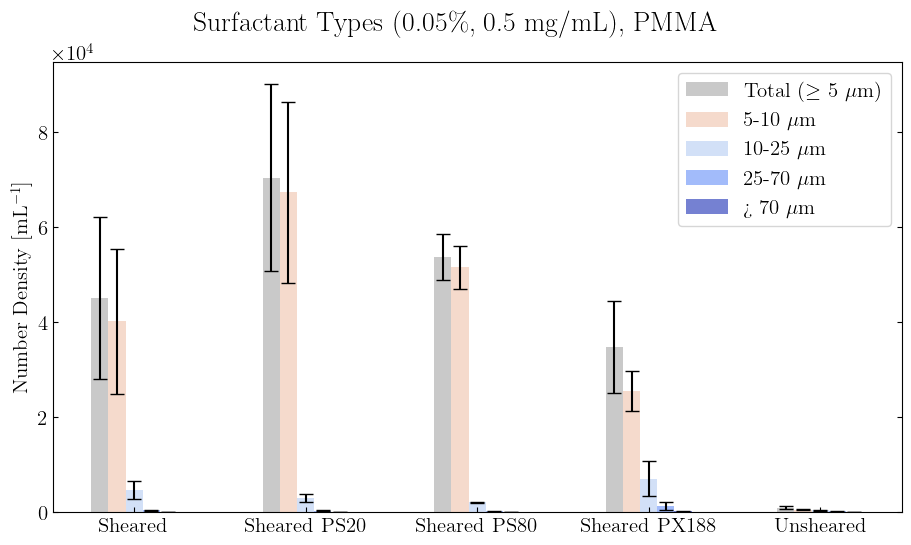 Surfactant Types (0.05%, 0.5 mg/mL), PMMA
×10⁴
Number Density [mL⁻¹]
8
6
4
2
0
Total (≥ 5 μm)
5-10 μm
10-25 μm
25-70 μm
¿ 70 μm
Sheared
Sheared PS20
Sheared PS80
Sheared PX188
Unsheared